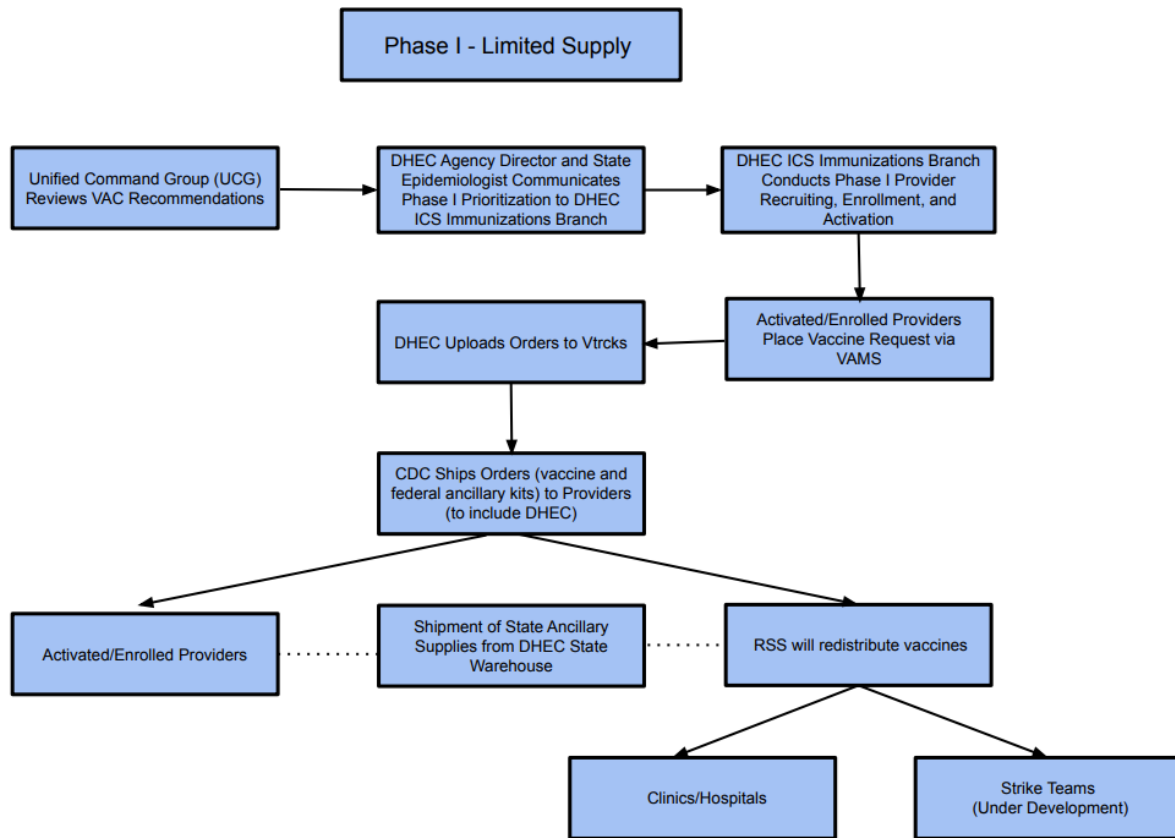 Phase I - Limited Supply
Unified Command Group (UCG)
Reviews VAC Recommendations
DHEC Agency Director and State
Epidemiologist Communicates
Phase I Prioritization to DHEC
ICS Immunizations Branch
DHEC ICS Immunizations Branch
Conducts Phase I Provider
Recruiting, Enrollment, and
Activation
DHEC Uploads Orders to Vtrcks
Activated/Enrolled Providers
Place Vaccine Request via
VAMS
CDC Ships Orders (vaccine and
federal ancillary kits) to Providers
(to include DHEC)
Activated/Enrolled Providers
Shipment of State Ancillary
Supplies from DHEC State
Warehouse
RSS will redistribute vaccines
Clinics/Hospitals
Strike Teams
(Under Development)